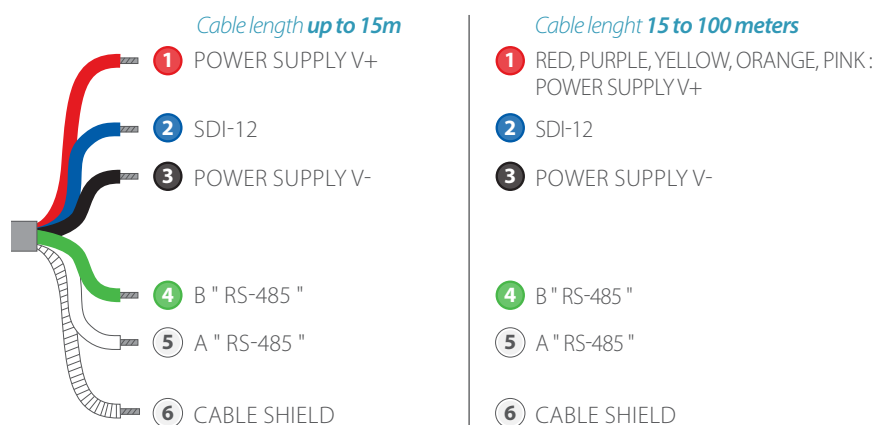 Cable length up to 15m
1 POWER SUPPLY V+
2 SDI-12
3 POWER SUPPLY V-
4 B " RS-485 "
5 A " RS-485 "
6 CABLE SHIELD
Cable lenght 15 to 100 meters
1 RED, PURPLE, YELLOW, ORANGE, PINK :
POWER SUPPLY V+
2 SDI-12
3 POWER SUPPLY V-
4 B " RS-485 "
5 A " RS-485 "
6 CABLE SHIELD